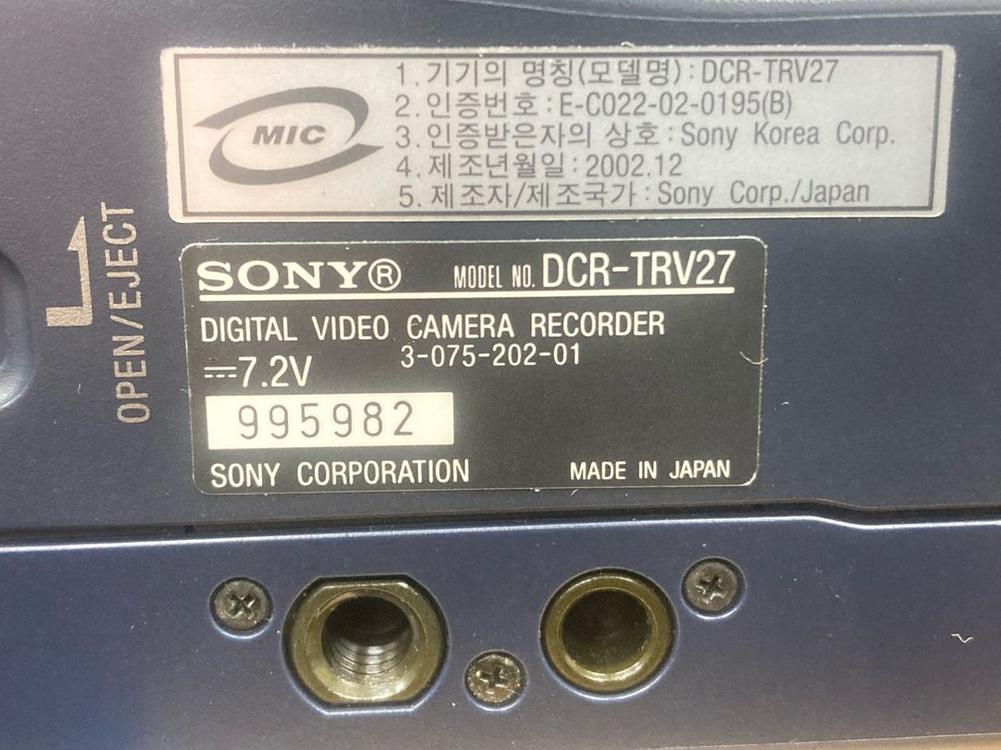 MIC
1. 기기의 명칭(모델명) : DCR-TRV27
2. 인증번호 : E-C022-02-0195(B)
3. 인증받은자의 상호 : Sony Korea Corp.
4. 제조년월일 : 2002.12
5. 제조자/제조국가 : Sony Corp./Japan
OPEN/EJECT
SONY® MODEL NO. DCR-TRV27
DIGITAL VIDEO CAMERA RECORDER
3-075-202-01
⎓7.2V
995982
SONY CORPORATION MADE IN JAPAN